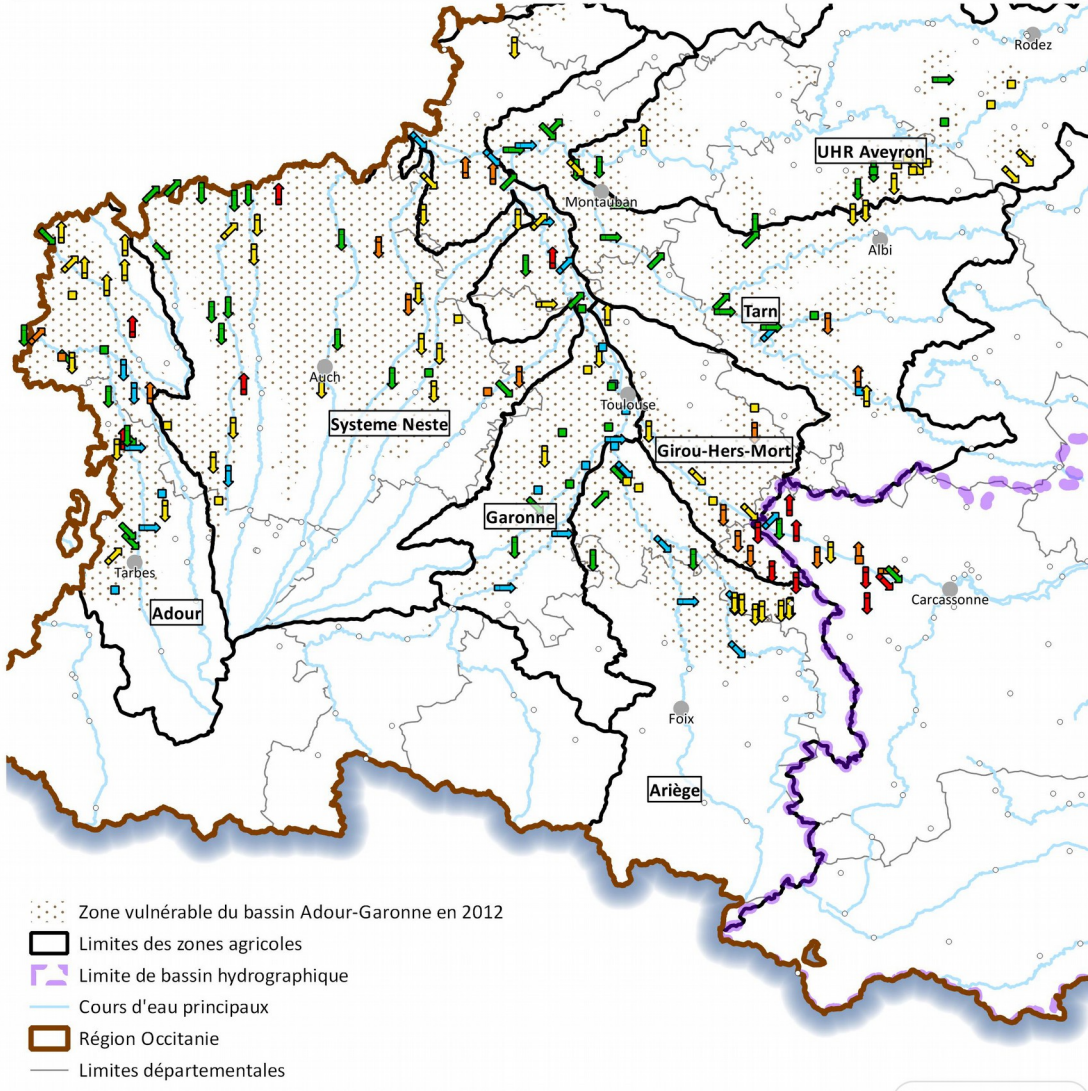 Rodez
UHR Aveyron
Montauban
Albi
Tarn
Auch
Toulouse
Systeme Neste
Girou-Hers-Mort
Garonne
Tarbes
Carcassonne
Adour
Foix
Ariège
Zone vulnérable du bassin Adour-Garonne en 2012
Limites des zones agricoles
Limite de bassin hydrographique
Cours d'eau principaux
Région Occitanie
Limites départementales